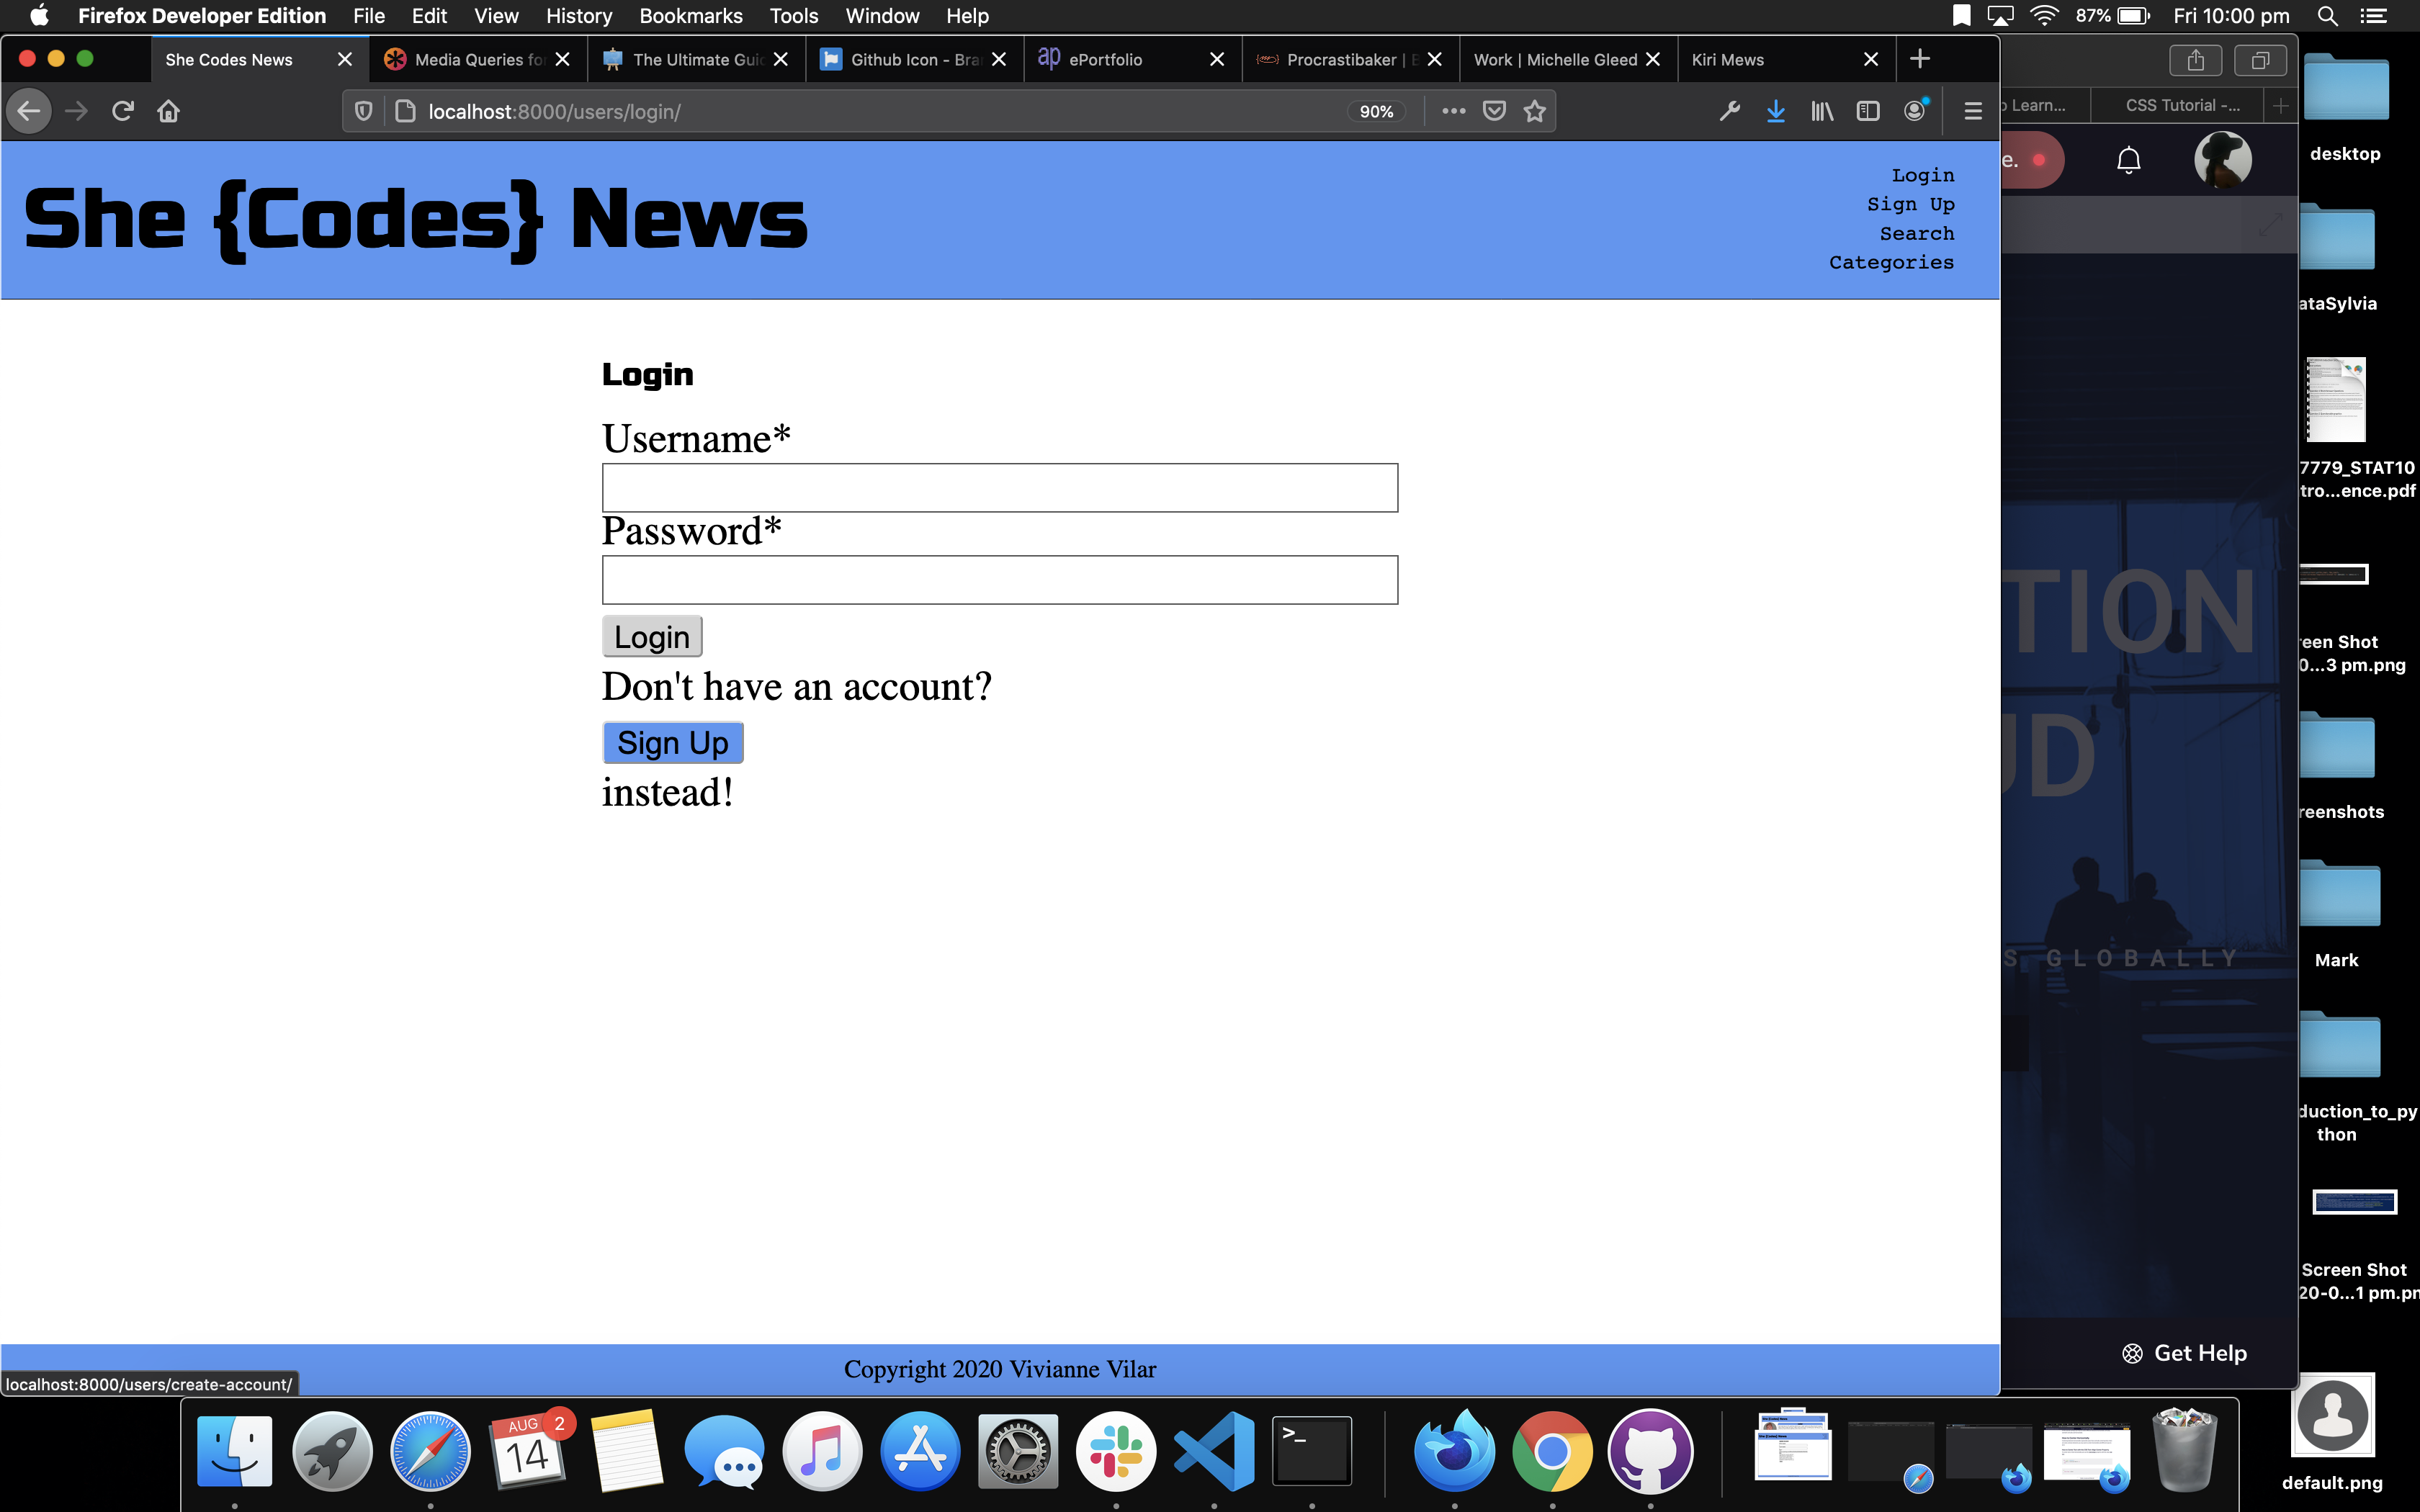 Firefox Developer Edition File Edit View History Bookmarks Tools Window Help 87% Fri 10:00 pm
She Codes News Media Queries fo The Ultimate Gui Github Icon - Bra ap ePortfolio Procrastibaker | Work | Michelle Gleed Kiri Mews
localhost:8000/users/login/ 90%
Learn... CSS Tutorial -...
She {Codes} News
Login
Sign Up
Search
Categories
e.
Login
Username*
Password*
Login
Don't have an account?
Sign Up
instead!
TION
UD
S GLOBALLY
Get Help
Copyright 2020 Vivianne Vilar
localhost:8000/users/create-account/
desktop
ataSylvia
7779_STAT10
tro...ence.pdf
reen Shot
0...3 pm.png
reenshots
Mark
duction_to_py
thon
Screen Shot
20-0...1 pm.pn
default.png
AUG 2
14
>_